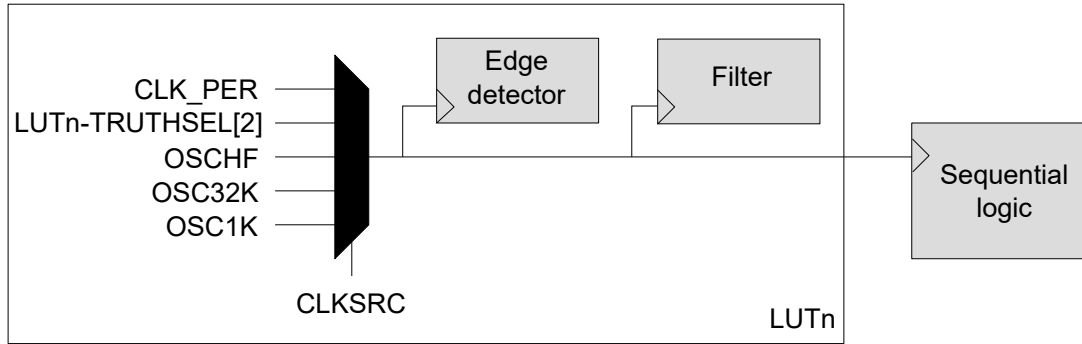 Edge
detector
Filter
CLK_PER
LUTn-TRUTHSEL[2]
OSCHF
OSC32K
OSC1K
Sequential
logic
CLKSRC
LUTn